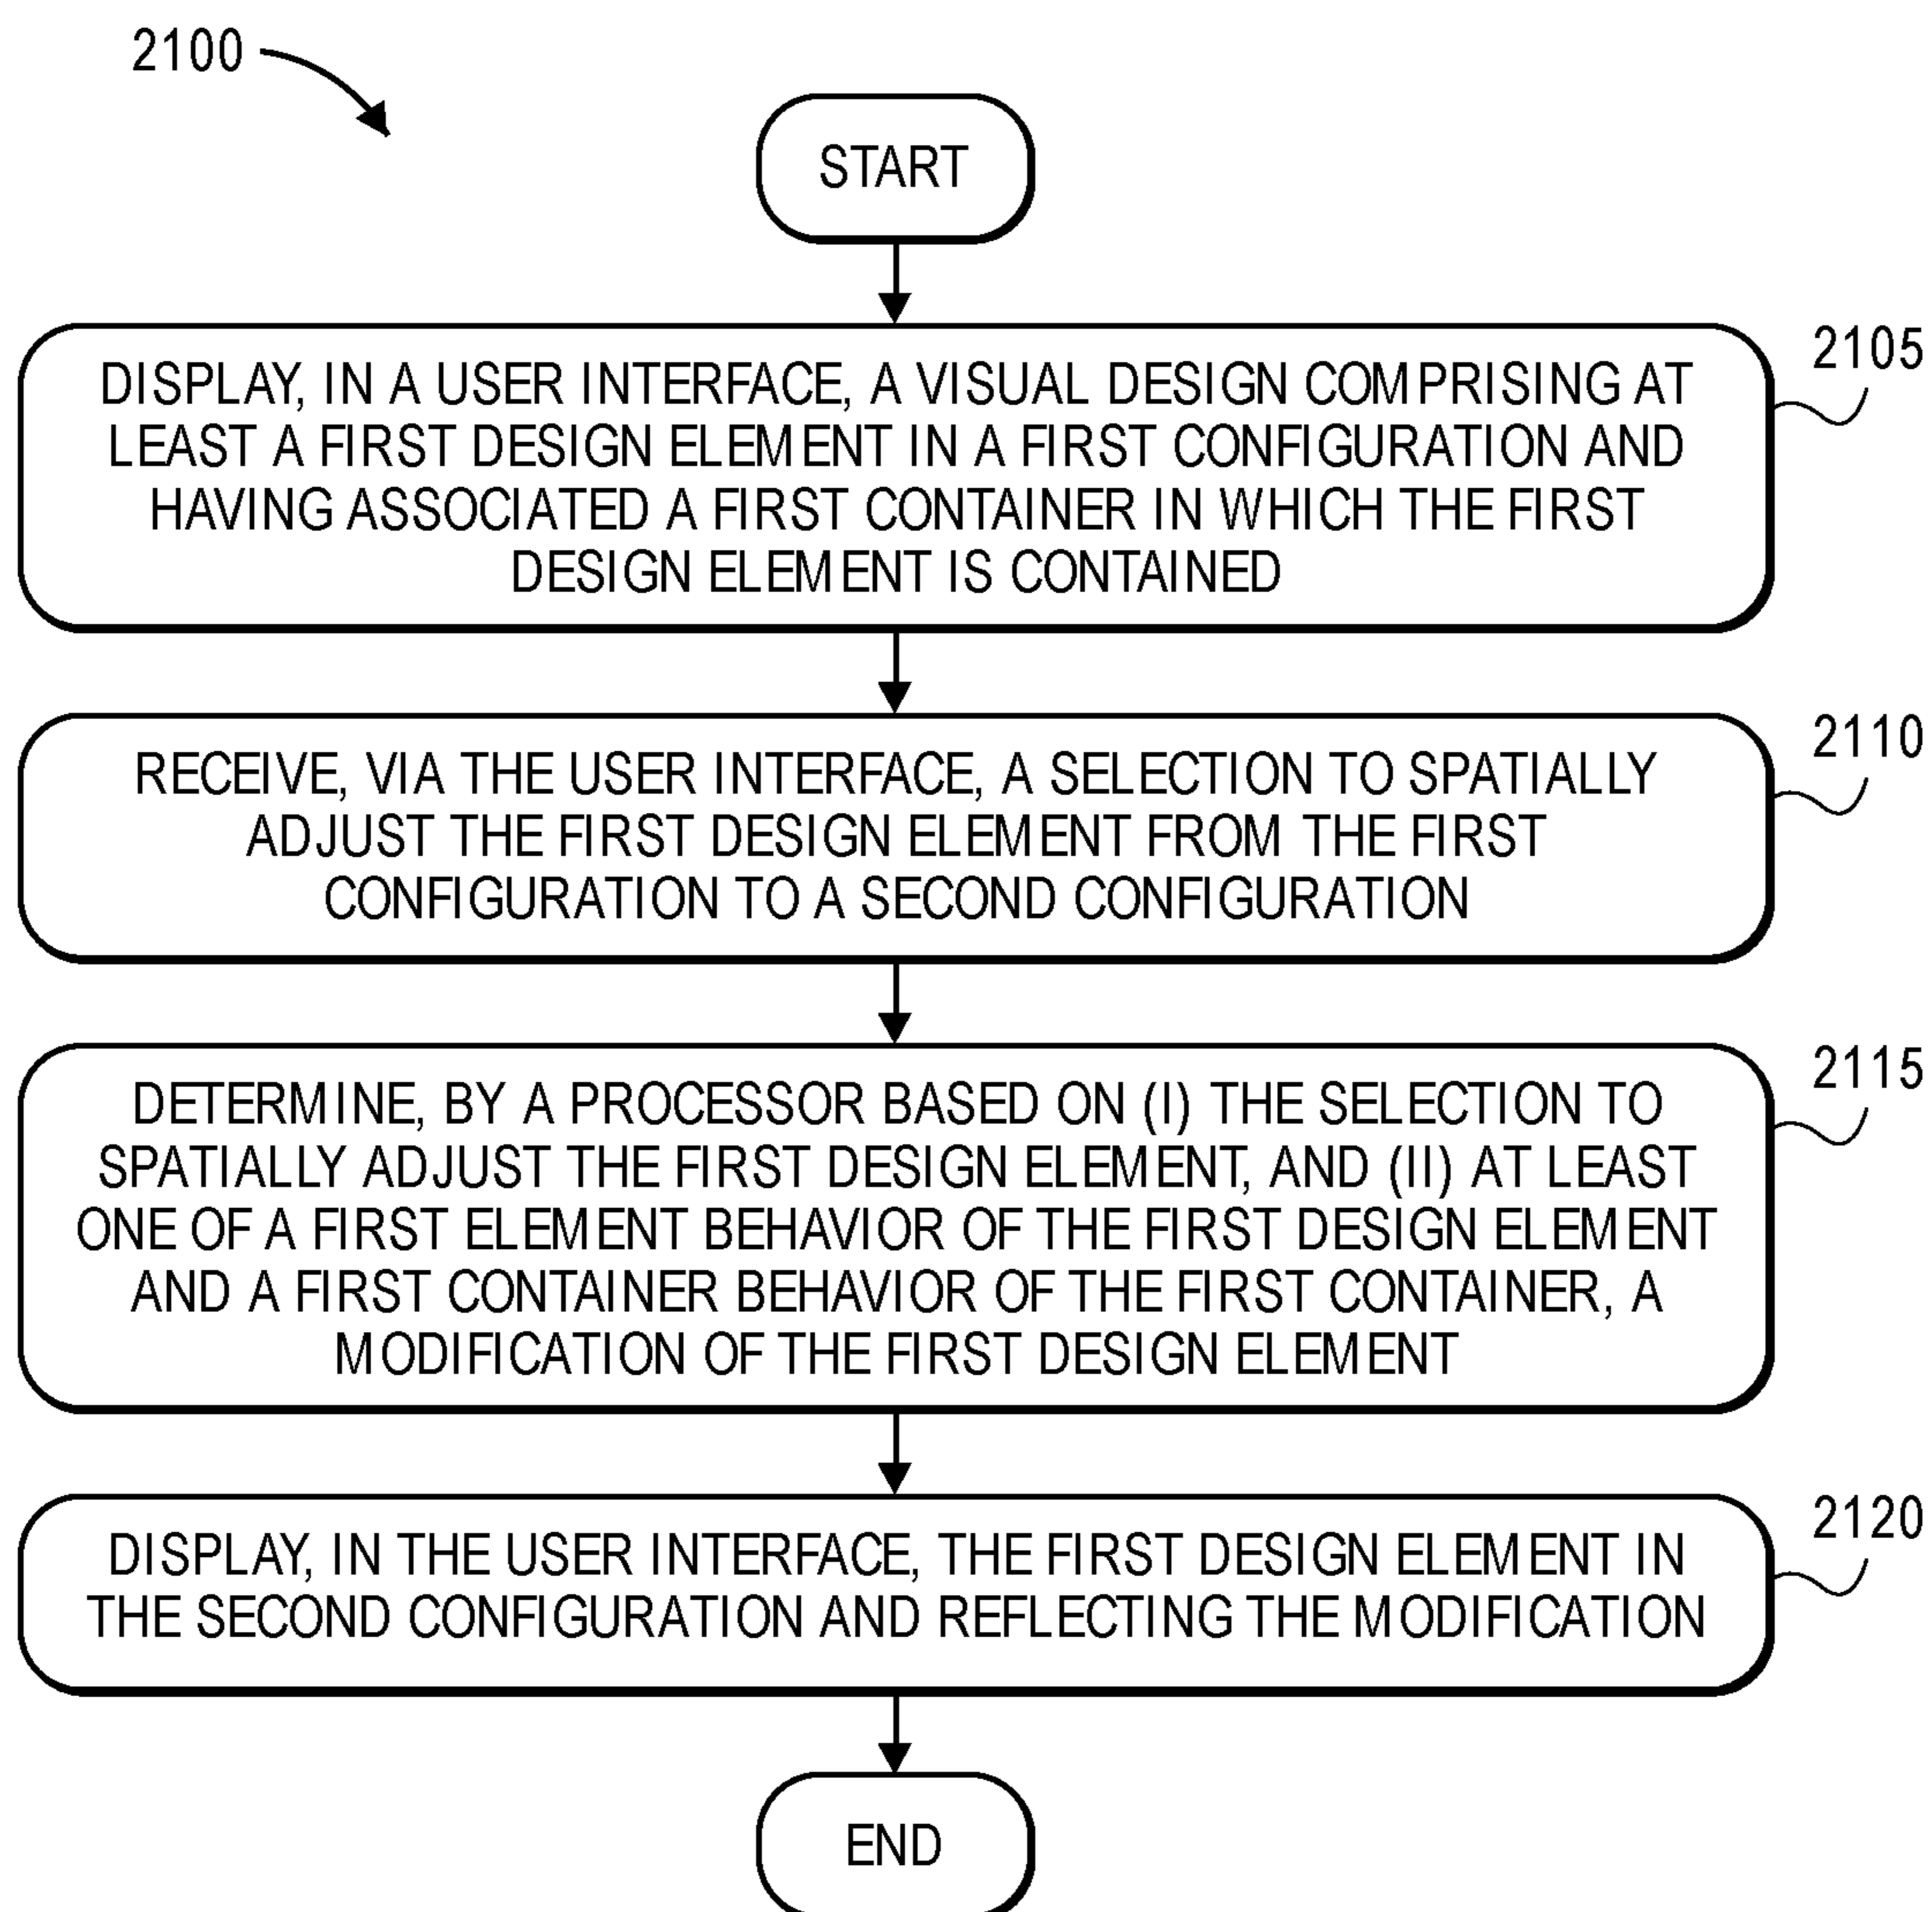 2100
START
2105
DISPLAY, IN A USER INTERFACE, A VISUAL DESIGN COMPRISING AT
LEAST A FIRST DESIGN ELEMENT IN A FIRST CONFIGURATION AND
HAVING ASSOCIATED A FIRST CONTAINER IN WHICH THE FIRST
DESIGN ELEMENT IS CONTAINED
2110
RECEIVE, VIA THE USER INTERFACE, A SELECTION TO SPATIALLY
ADJUST THE FIRST DESIGN ELEMENT FROM THE FIRST
CONFIGURATION TO A SECOND CONFIGURATION
2115
DETERMINE, BY A PROCESSOR BASED ON (I) THE SELECTION TO
SPATIALLY ADJUST THE FIRST DESIGN ELEMENT, AND (II) AT LEAST
ONE OF A FIRST ELEMENT BEHAVIOR OF THE FIRST DESIGN ELEMENT
AND A FIRST CONTAINER BEHAVIOR OF THE FIRST CONTAINER, A
MODIFICATION OF THE FIRST DESIGN ELEMENT
2120
DISPLAY, IN THE USER INTERFACE, THE FIRST DESIGN ELEMENT IN
THE SECOND CONFIGURATION AND REFLECTING THE MODIFICATION
END